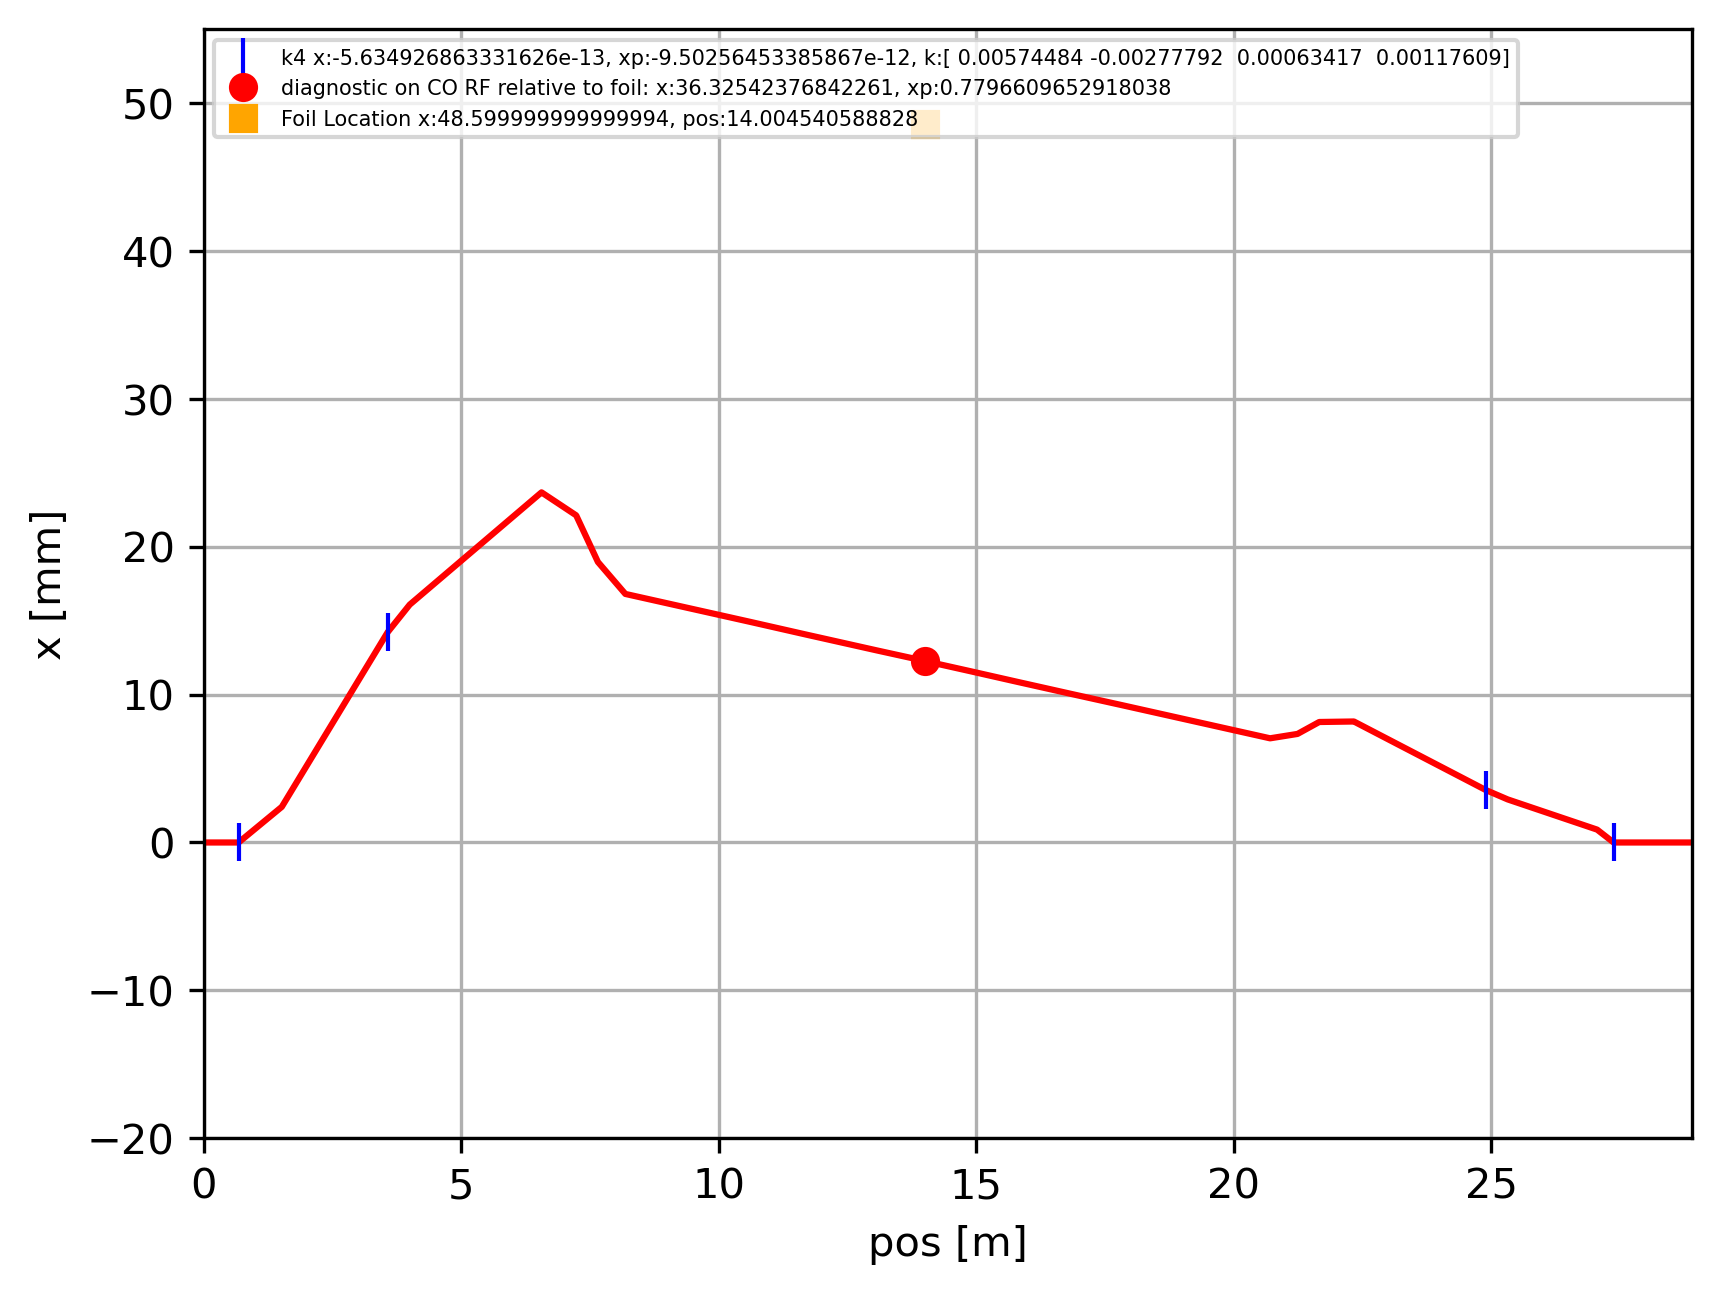 k4 x:-5.634926863331626e-13, xp:-9.50256453385867e-12, k:[ 0.00574484 -0.00277792  0.00063417  0.00117609]
diagnostic on CO RF relative to foil: x:36.32542376842261, xp:0.7796609652918038
Foil Location x:48.599999999999994, pos:14.004540588828
50
40
30
20
10
0
−10
−20
x [mm]
0 5 10 15 20 25
pos [m]